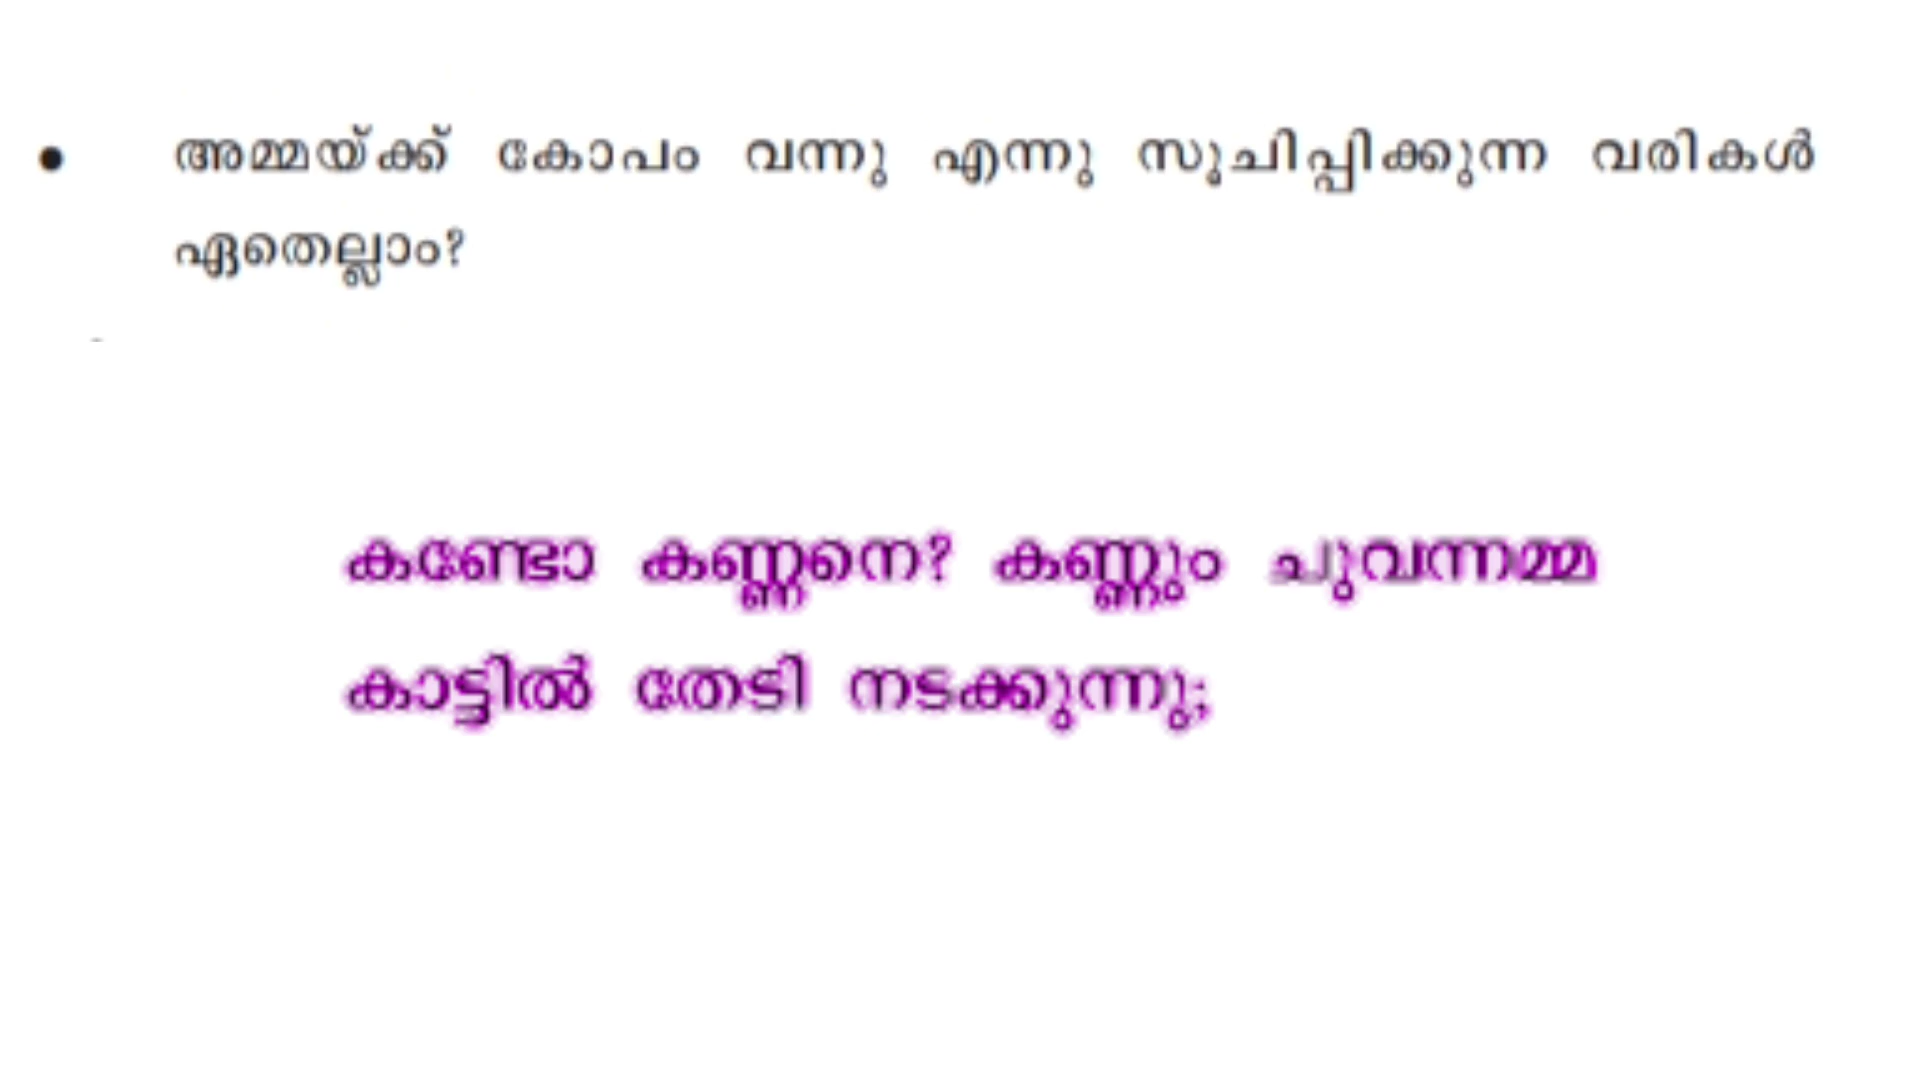 • അമ്മയ്ക്ക് കോപം വന്നു എന്നു സൂചിപ്പിക്കുന്ന വരികൾ
ഏതെല്ലാം?
കണ്ടോ കണ്ണനെ? കണ്ണും ചുവന്നമ്മ
കാട്ടിൽ തേടി നടക്കുന്നു;